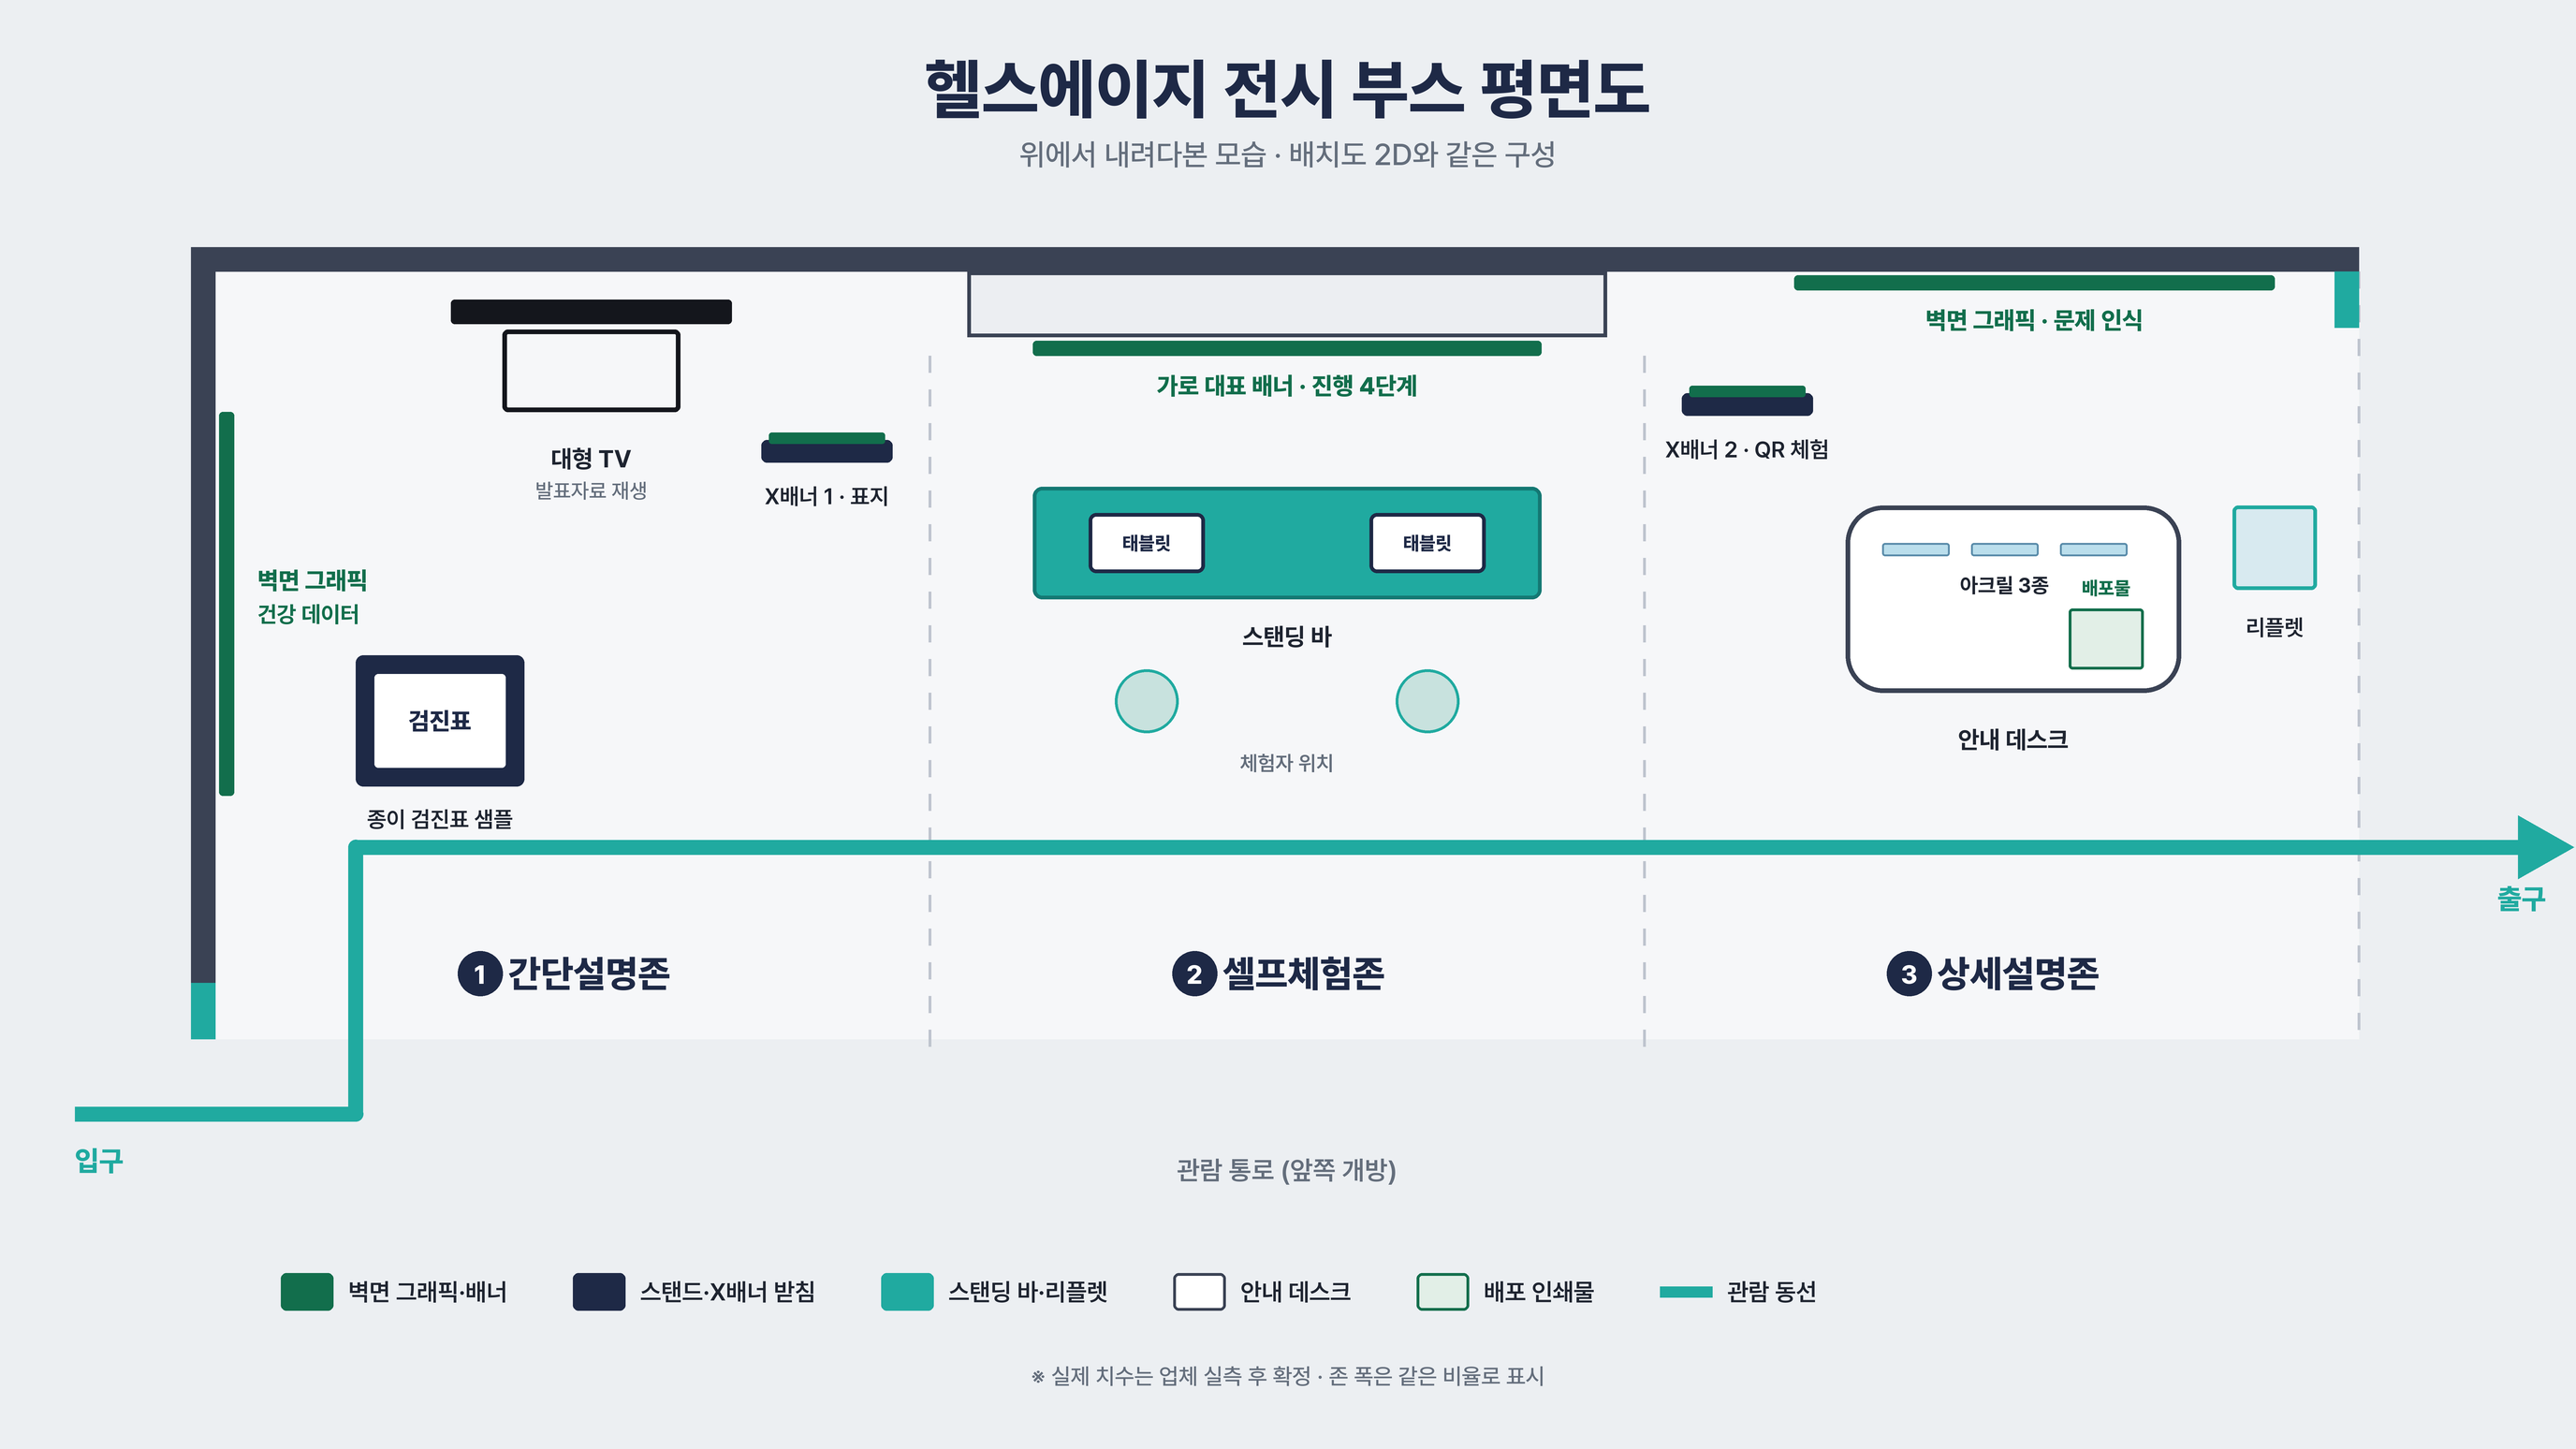 헬스에이지 전시 부스 평면도
위에서 내려다본 모습 · 배치도 2D와 같은 구성
벽면 그래픽 · 문제 인식
가로 대표 배너 · 진행 4단계
대형 TV
발표자료 재생
X배너 1 · 표지
X배너 2 · QR 체험
벽면 그래픽
건강 데이터
태블릿
태블릿
스탠딩 바
체험자 위치
아크릴 3종
배포물
리플렛
안내 데스크
검진표
종이 검진표 샘플
출구
1 간단설명존
2 셀프체험존
3 상세설명존
입구
관람 통로 (앞쪽 개방)
벽면 그래픽·배너
스탠드·X배너 받침
스탠딩 바·리플렛
안내 데스크
배포 인쇄물
관람 동선
※ 실제 치수는 업체 실측 후 확정 · 존 폭은 같은 비율로 표시